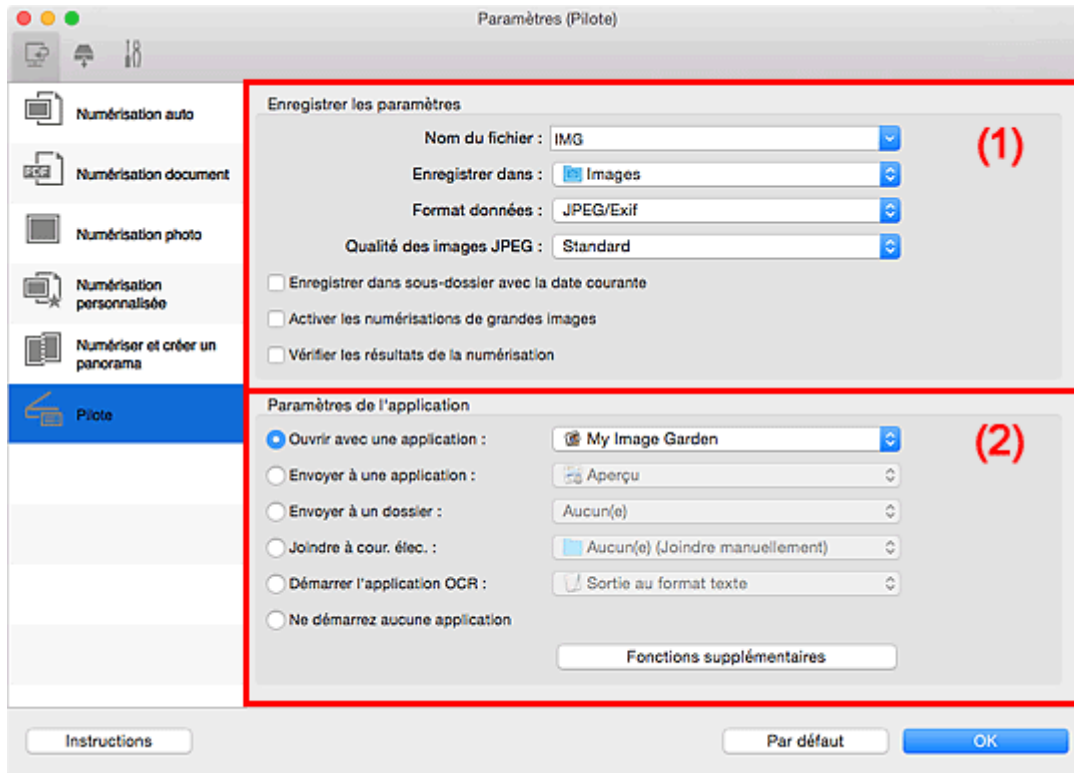 Paramètres (Pilote)
Numérisation auto
Numérisation document
Numérisation photo
Numérisation
personnalisée
Numériser et créer un
panorama
Pilote
Enregistrer les paramètres
(1)
Nom du fichier : IMG
Enregistrer dans : Images
Format données : JPEG/Exif
Qualité des images JPEG : Standard
Enregistrer dans sous-dossier avec la date courante
Activer les numérisations de grandes images
Vérifier les résultats de la numérisation
Paramètres de l'application
(2)
Ouvrir avec une application : My Image Garden
Envoyer à une application : Aperçu
Envoyer à un dossier : Aucun(e)
Joindre à cour. élec. : Aucun(e) (Joindre manuellement)
Démarrer l'application OCR : Sortie au format texte
Ne démarrez aucune application
Fonctions supplémentaires
Instructions
Par défaut
OK